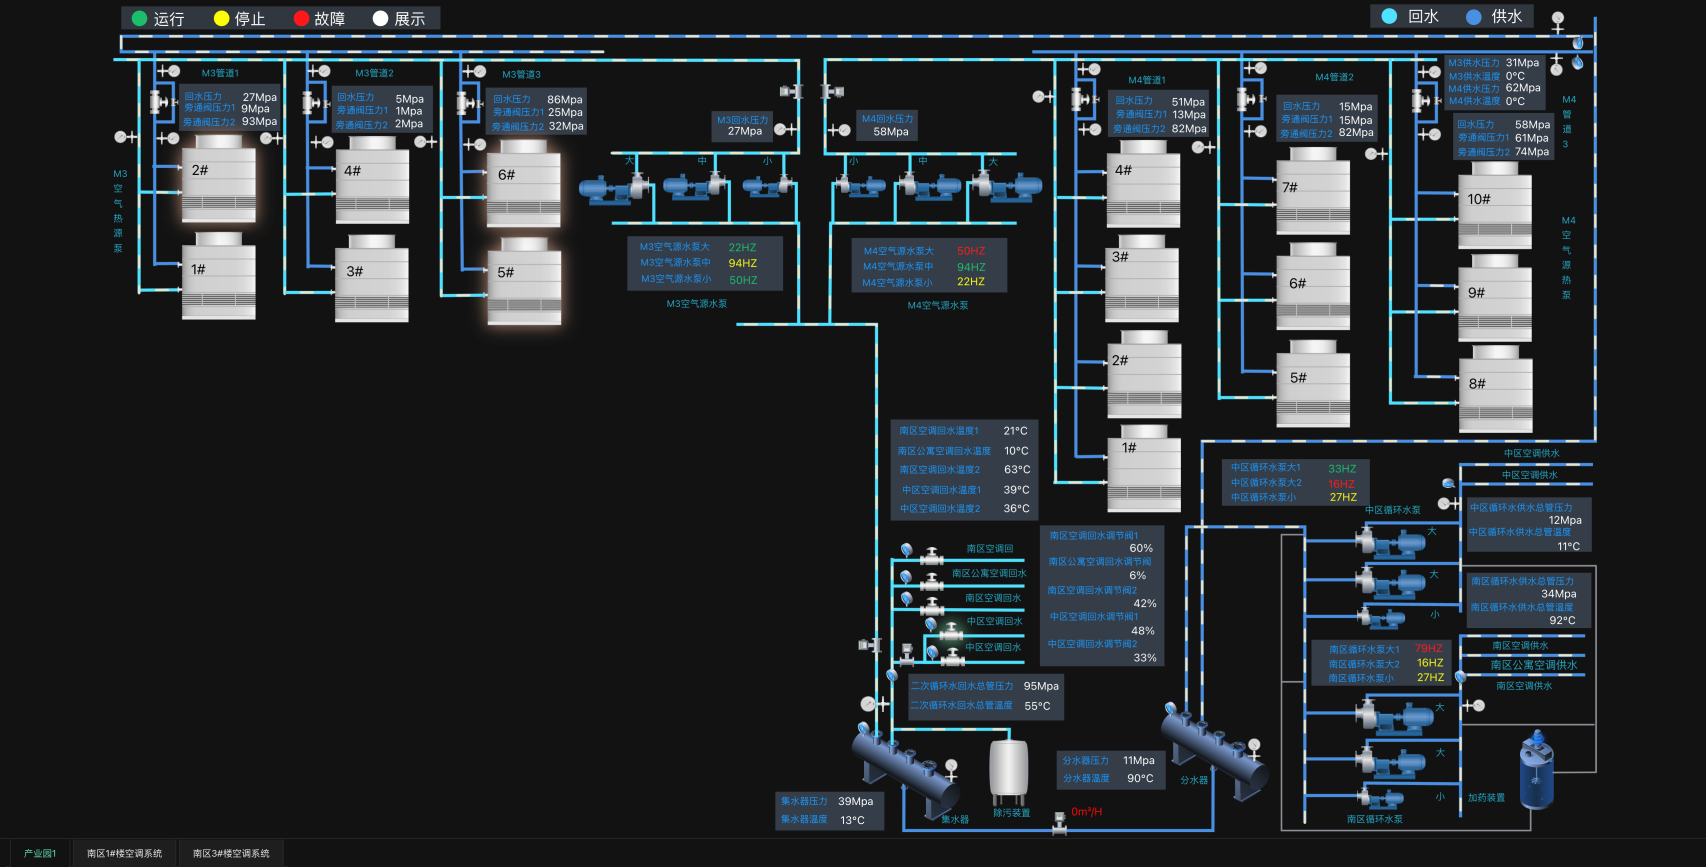 运行
停止
故障
展示
回水
供水
M3管道1
M3管道2
M3管道3
回水压力 27Mpa
旁通阀压力1 9Mpa
旁通阀压力2 93Mpa
回水压力 5Mpa
旁通阀压力1 1Mpa
旁通阀压力2 2Mpa
回水压力 86Mpa
旁通阀压力1 25Mpa
旁通阀压力2 32Mpa
M3空气热源泵
2#
1#
4#
3#
6#
5#
M3回水压力
27Mpa
M4回水压力
58Mpa
大
中
小
小
中
大
M3空气源水泵大 22HZ
M3空气源水泵中 94HZ
M3空气源水泵小 50HZ
M3空气源水泵
M4空气源水泵大 50HZ
M4空气源水泵中 94HZ
M4空气源水泵小 22HZ
M4空气源水泵
M4管道1
M4管道2
M4管道3
回水压力 51Mpa
旁通阀压力1 13Mpa
旁通阀压力2 82Mpa
回水压力 15Mpa
旁通阀压力1 15Mpa
旁通阀压力2 82Mpa
M3供水压力 31Mpa
M3供水温度 0°C
M4供水压力 62Mpa
M4供水温度 0°C
回水压力 58Mpa
旁通阀压力1 61Mpa
旁通阀压力2 74Mpa
4#
3#
2#
1#
7#
6#
5#
10#
9#
8#
M4空气源热泵
南区空调回水温度1 21°C
南区公寓空调回水温度 10°C
南区空调回水温度2 63°C
中区空调回水温度1 39°C
中区空调回水温度2 36°C
南区空调回
南区公寓空调回水
南区空调回水
中区空调回水
中区空调回水
南区空调回水调节阀1
60%
南区公寓空调回水调节阀
6%
南区空调回水调节阀2
42%
中区空调回水调节阀1
48%
中区空调回水调节阀2
33%
二次循环水回水总管压力 95Mpa
二次循环水回水总管温度 55°C
集水器压力 39Mpa
集水器温度 13°C
集水器
除污装置
分水器压力 11Mpa
分水器温度 90°C
分水器
0m³/H
中区循环水泵大1 33HZ
中区循环水泵大2 16HZ
中区循环水泵小 27HZ
中区循环水泵
大
大
小
中区空调供水
中区空调供水
中区循环水供水总管压力
12Mpa
中区循环水供水总管温度
11°C
南区循环水供水总管压力
34Mpa
南区循环水供水总管温度
92°C
南区循环水泵大1 79HZ
南区循环水泵大2 16HZ
南区循环水泵小 27HZ
南区空调供水
南区公寓空调供水
南区空调供水
大
大
小
南区循环水泵
加药装置
产业园1
南区1#楼空调系统
南区3#楼空调系统